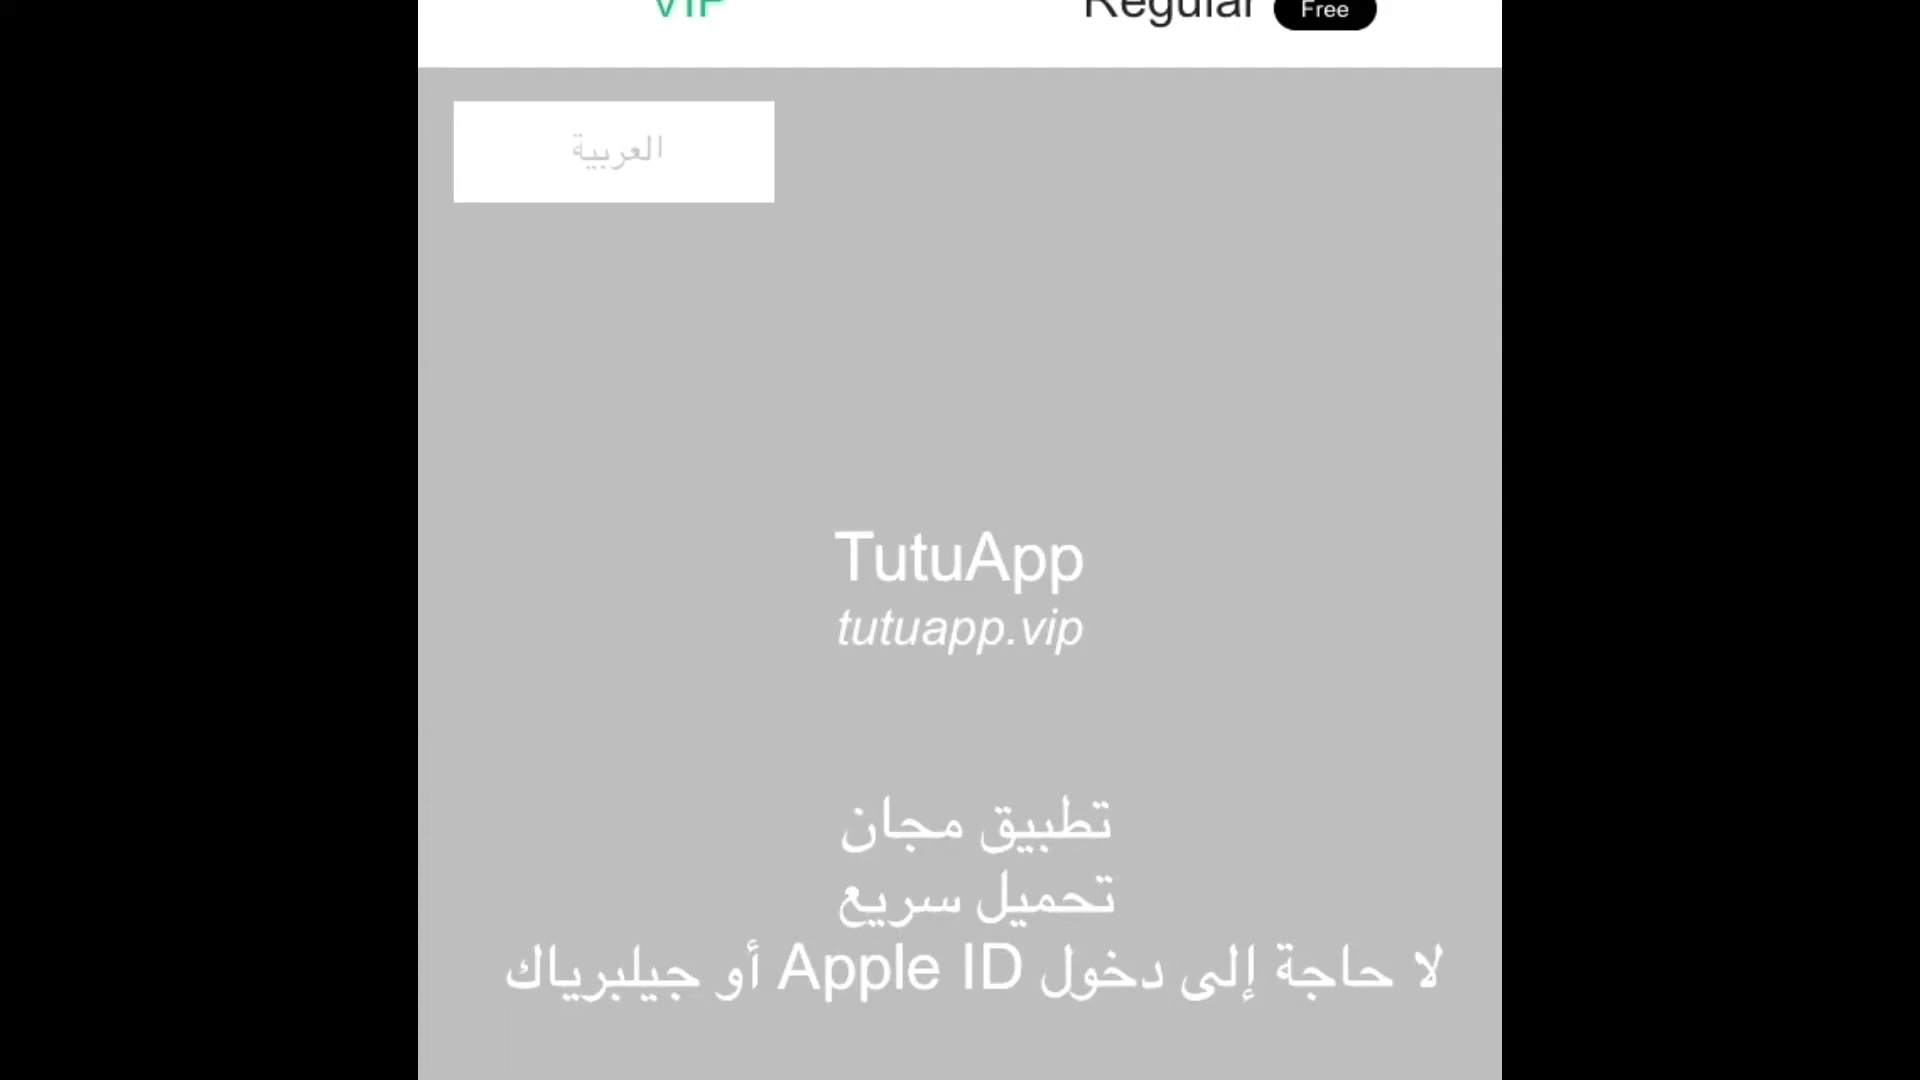 VIP
Regular Free
العربية
TutuApp
tutuapp.vip
تطبيق مجان
تحميل سريع
لا حاجة إلى دخول Apple ID أو جيلبرياك